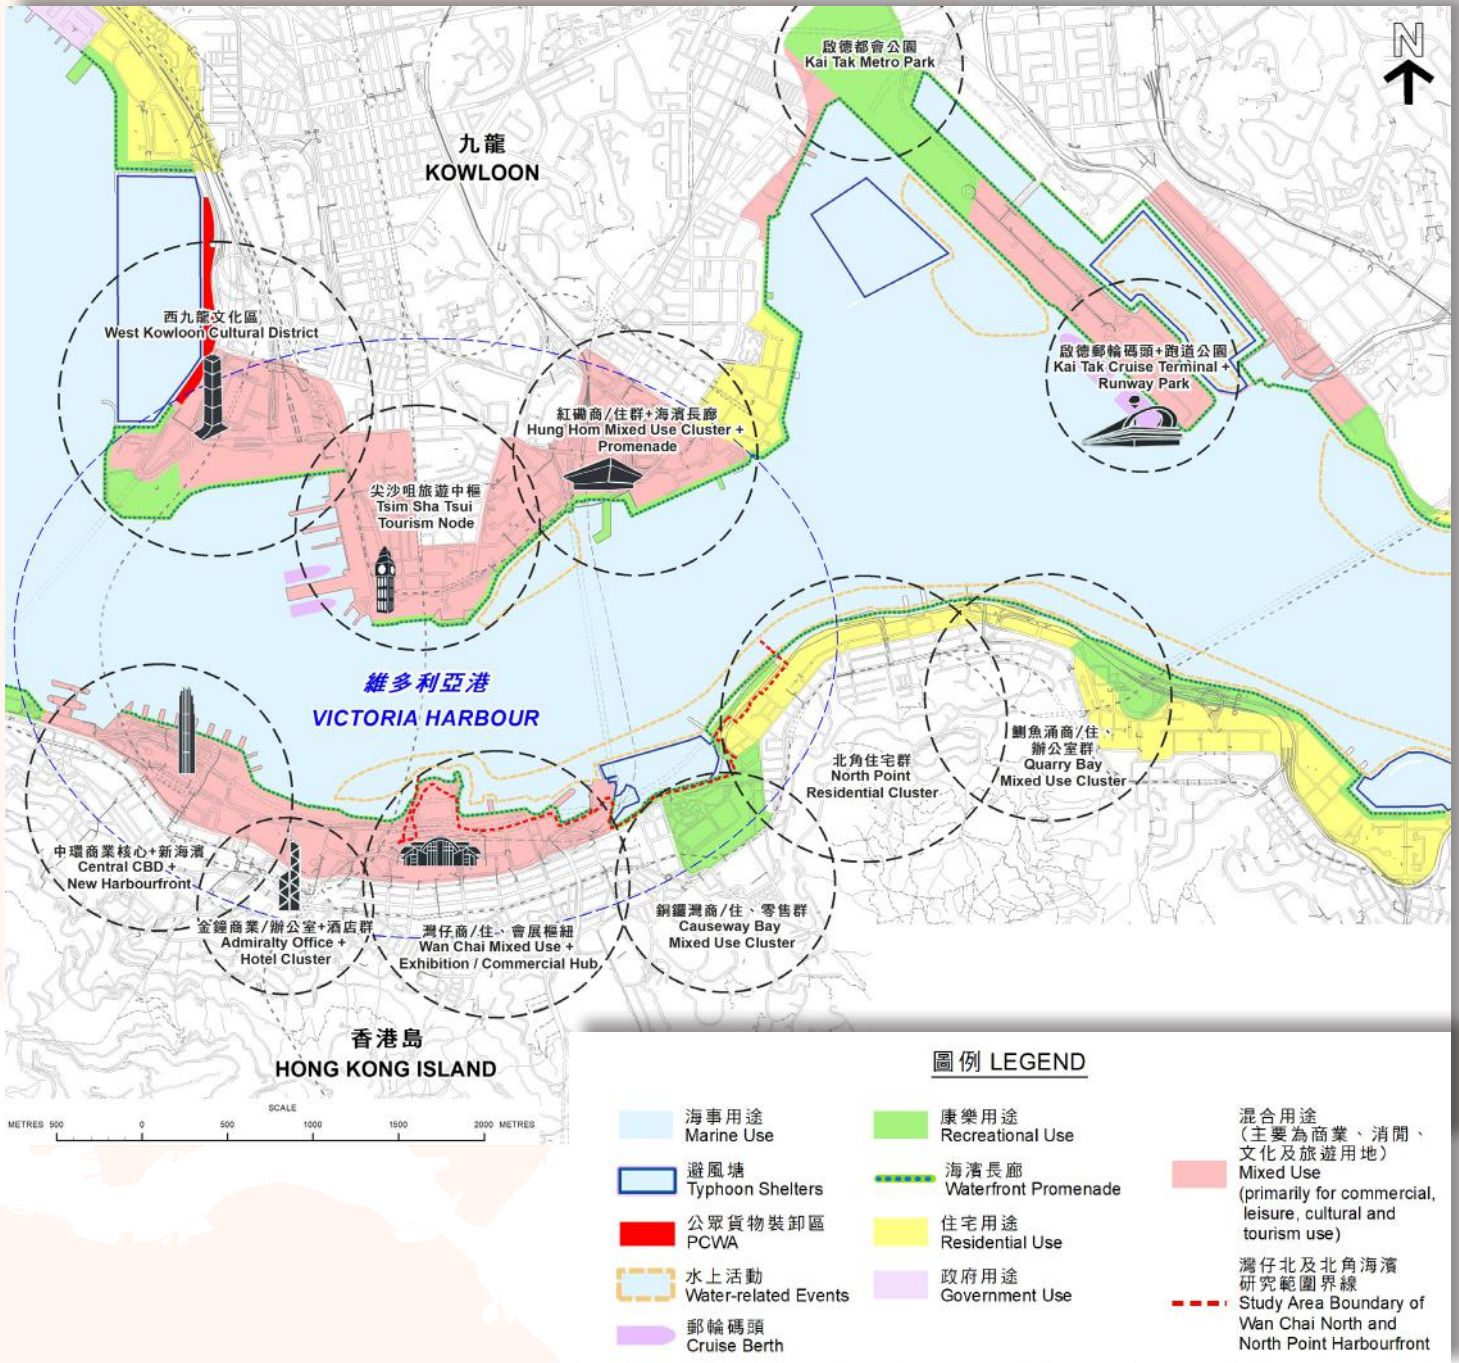 啟德都會公園
Kai Tak Metro Park
N
九龍
KOWLOON
西九龍文化區
West Kowloon Cultural District
啟德郵輪碼頭+跑道公園
Kai Tak Cruise Terminal +
Runway Park
紅磡商/住群+海濱長廊
Hung Hom Mixed Use Cluster +
Promenade
尖沙咀旅遊中樞
Tsim Sha Tsui
Tourism Node
維多利亞港
VICTORIA HARBOUR
鰂魚涌商/住、
辦公室群
Quarry Bay
Mixed Use Cluster
北角住宅群
North Point
Residential Cluster
中環商業核心+新海濱
Central CBD +
New Harbourfront
金鐘商業/辦公室+酒店群
Admiralty Office +
Hotel Cluster
灣仔商/住、會展樞紐
Wan Chai Mixed Use +
Exhibition / Commercial Hub
銅鑼灣商/住、零售群
Causeway Bay
Mixed Use Cluster
香港島
HONG KONG ISLAND
SCALE
METRES 500 0 500 1000 1500 2000 METRES
圖例 LEGEND
海事用途
Marine Use
避風塘
Typhoon Shelters
公眾貨物裝卸區
PCWA
水上活動
Water-related Events
郵輪碼頭
Cruise Berth
康樂用途
Recreational Use
海濱長廊
Waterfront Promenade
住宅用途
Residential Use
政府用途
Government Use
混合用途
(主要為商業、消閒、
文化及旅遊用地)
Mixed Use
(primarily for commercial,
leisure, cultural and
tourism use)
灣仔北及北角海濱
研究範圍界線
Study Area Boundary of
Wan Chai North and
North Point Harbourfront